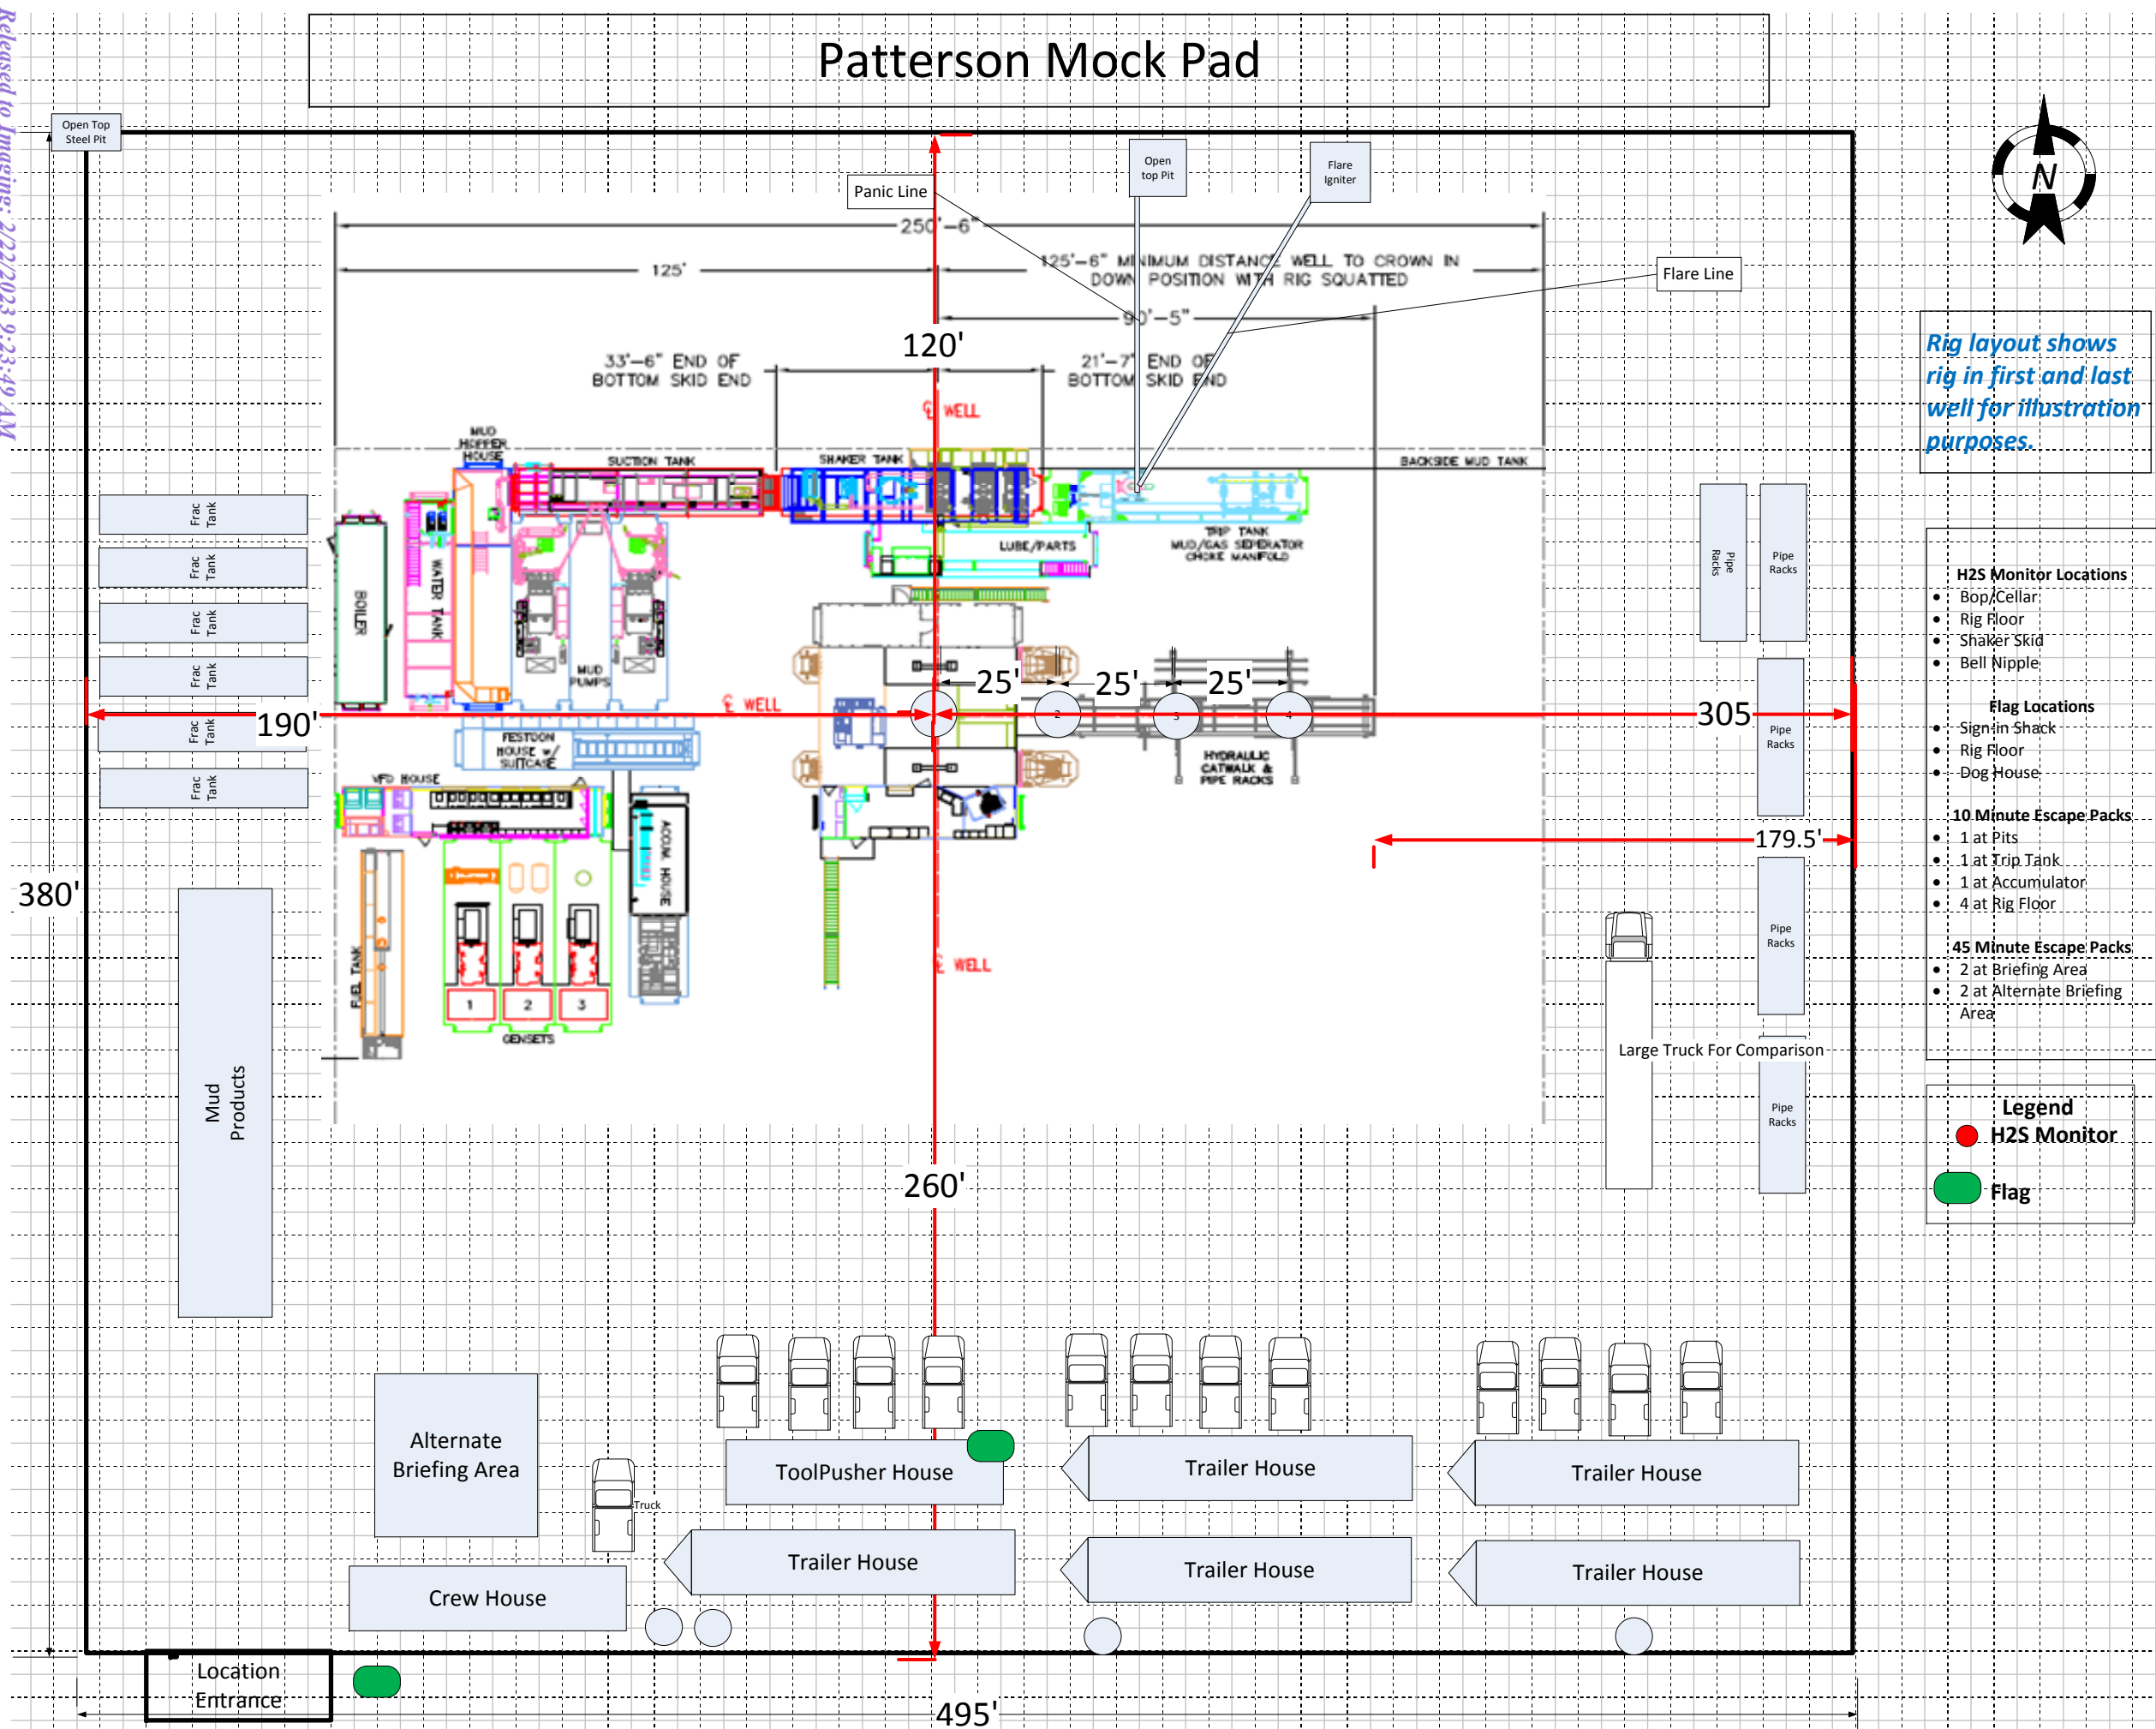 Released to Imaging: 2/22/2023 9:23:49 AM
Patterson Mock Pad
Open Top
Steel Pit
Open
top Pit
Flare
Igniter
Panic Line
N
250'-6"
125'
125'-6" MINIMUM DISTANCE WELL TO CROWN IN
DOWN POSITION WITH RIG SQUATTED
Flare Line
90'-5"
120'
33'-6" END OF
BOTTOM SKID END
21'-7" END OF
BOTTOM SKID END
Rig layout shows
rig in first and last
well for illustration
purposes.
℄ WELL
MUD
HOPPER
HOUSE
SUCTION TANK
SHAKER TANK
BACKSIDE MUD TANK
Frac
Tank
Frac
Tank
Frac
Tank
Frac
Tank
Frac
Tank
Frac
Tank
BOILER
WATER TANK
MUD
PUMPS
LUBE/PARTS
TRIP TANK
MUD/GAS SEPERATOR
CHOKE MANIFOLD
Pipe
Racks
Pipe
Racks
Pipe
Racks
Pipe
Racks
Pipe
Racks
H2S Monitor Locations
• Bop/Cellar
• Rig Floor
• Shaker Skid
• Bell Nipple
Flag Locations
• Sign-in Shack
• Rig Floor
• Dog House
10 Minute Escape Packs
• 1 at Pits
• 1 at Trip Tank
• 1 at Accumulator
• 4 at Rig Floor
45 Minute Escape Packs
• 2 at Briefing Area
• 2 at Alternate Briefing
Area
25'
25'
25'
190'
℄ WELL
2
3
4
305
FESTOON
HOUSE w/
SUITCASE
HYDRAULIC
CATWALK &
PIPE RACKS
VFD HOUSE
ACCUM. HOUSE
179.5'
380'
FUEL TANK
℄ WELL
1
2
3
GENSETS
Mud
Products
Large Truck For Comparison
Legend
H2S Monitor
Flag
260'
Alternate
Briefing Area
Truck
ToolPusher House
Trailer House
Trailer House
Crew House
Trailer House
Trailer House
Trailer House
Location
Entrance
495'